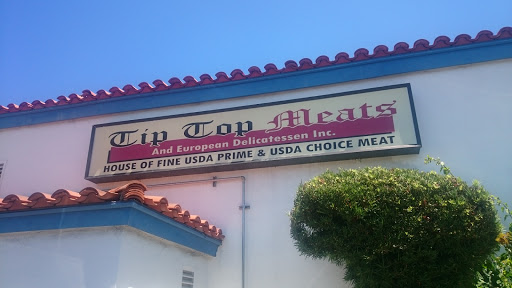 Tip Top Meats
And European Delicatessen Inc.
HOUSE OF FINE USDA PRIME & USDA CHOICE MEAT